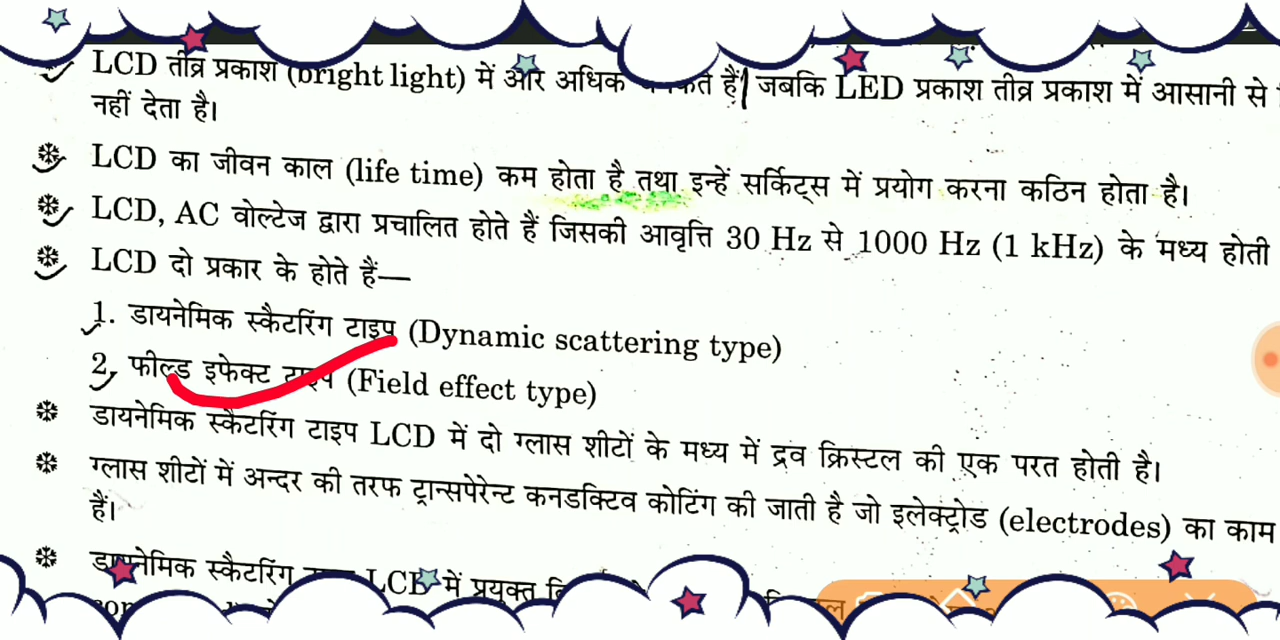 LCD तीव्र प्रकाश (bright light) में और अधिक हैं, जबकि LED प्रकाश तीव्र प्रकाश में आसानी से
नहीं देता है।
LCD का जीवन काल (life time) कम होता है तथा इन्हें सर्किट्स में प्रयोग करना कठिन होता है।
LCD, AC वोल्टेज द्वारा प्रचालित होते हैं जिसकी आवृत्ति 30 Hz से 1000 Hz (1 kHz) के मध्य होती
LCD दो प्रकार के होते हैं—
1. डायनेमिक स्कैटरिंग टाइप (Dynamic scattering type)
2. फील्ड इफेक्ट टाइप (Field effect type)
डायनेमिक स्कैटरिंग टाइप LCD में दो ग्लास शीटों के मध्य में द्रव क्रिस्टल की एक परत होती है।
ग्लास शीटों में अन्दर की तरफ ट्रान्सपेरेन्ट कनडक्टिव कोटिंग की जाती है जो इलेक्ट्रोड (electrodes) का काम
हैं।
डायनेमिक स्कैटरिंग LCD में प्रयुक्त